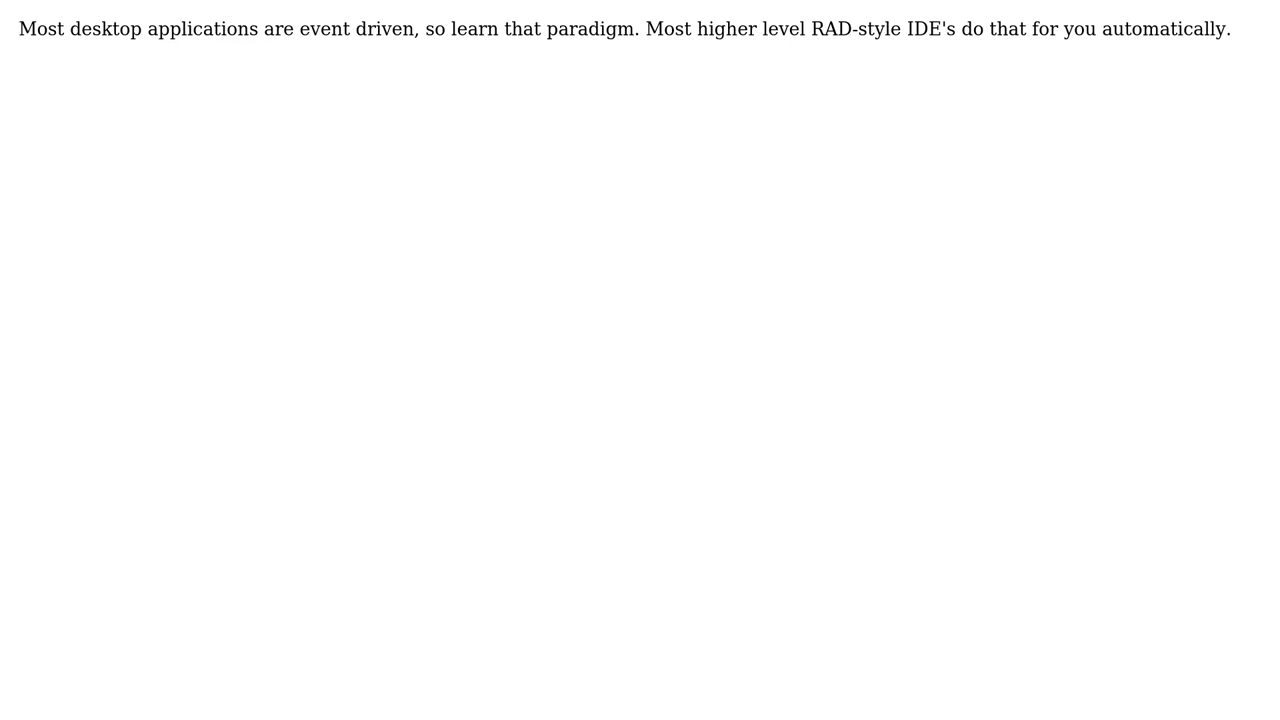 Most desktop applications are event driven, so learn that paradigm. Most higher level RAD-style IDE's do that for you automatically.